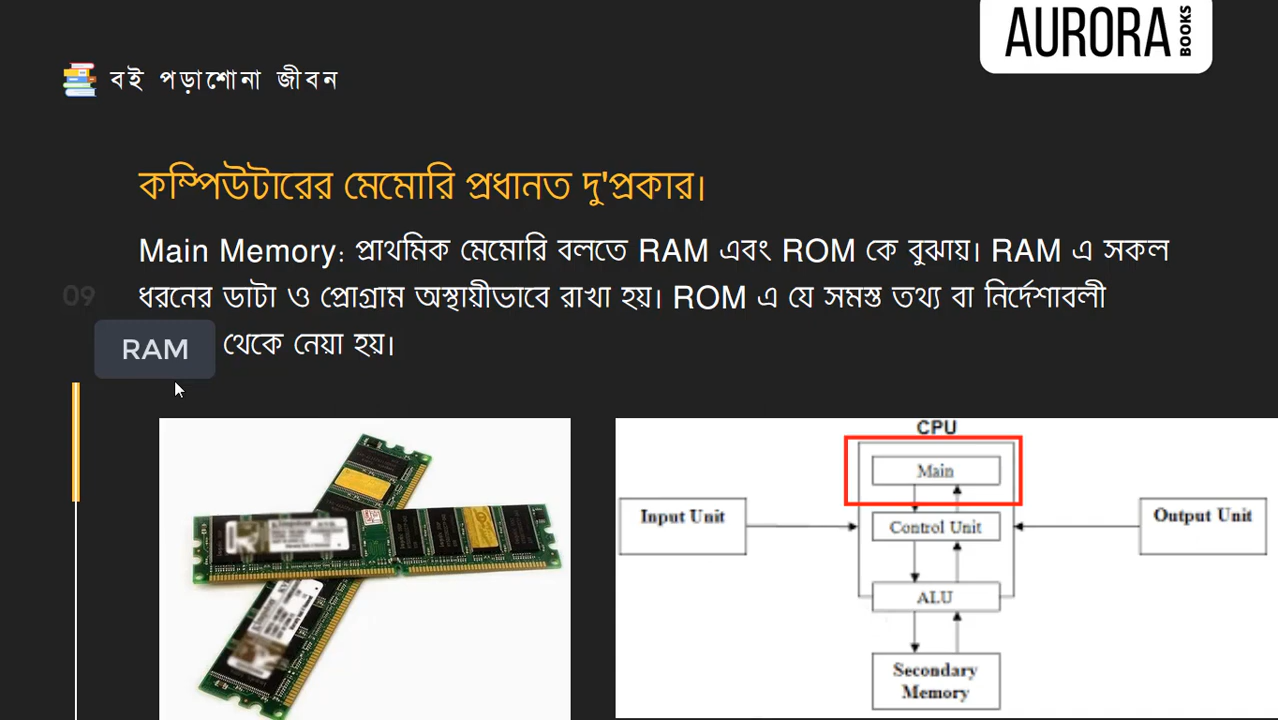 AURORA BOOKS
বই পড়াশোনা জীবন
কম্পিউটারের মেমোরি প্রধানত দু'প্রকার।
Main Memory: প্রাথমিক মেমোরি বলতে RAM এবং ROM কে বুঝায়। RAM এ সকল
09
ধরনের ডাটা ও প্রোগ্রাম অস্থায়ীভাবে রাখা হয়। ROM এ যে সমস্ত তথ্য বা নির্দেশাবলী
RAM
থেকে নেয়া হয়।
CPU
Main
Input Unit
Control Unit
Output Unit
ALU
Secondary
Memory